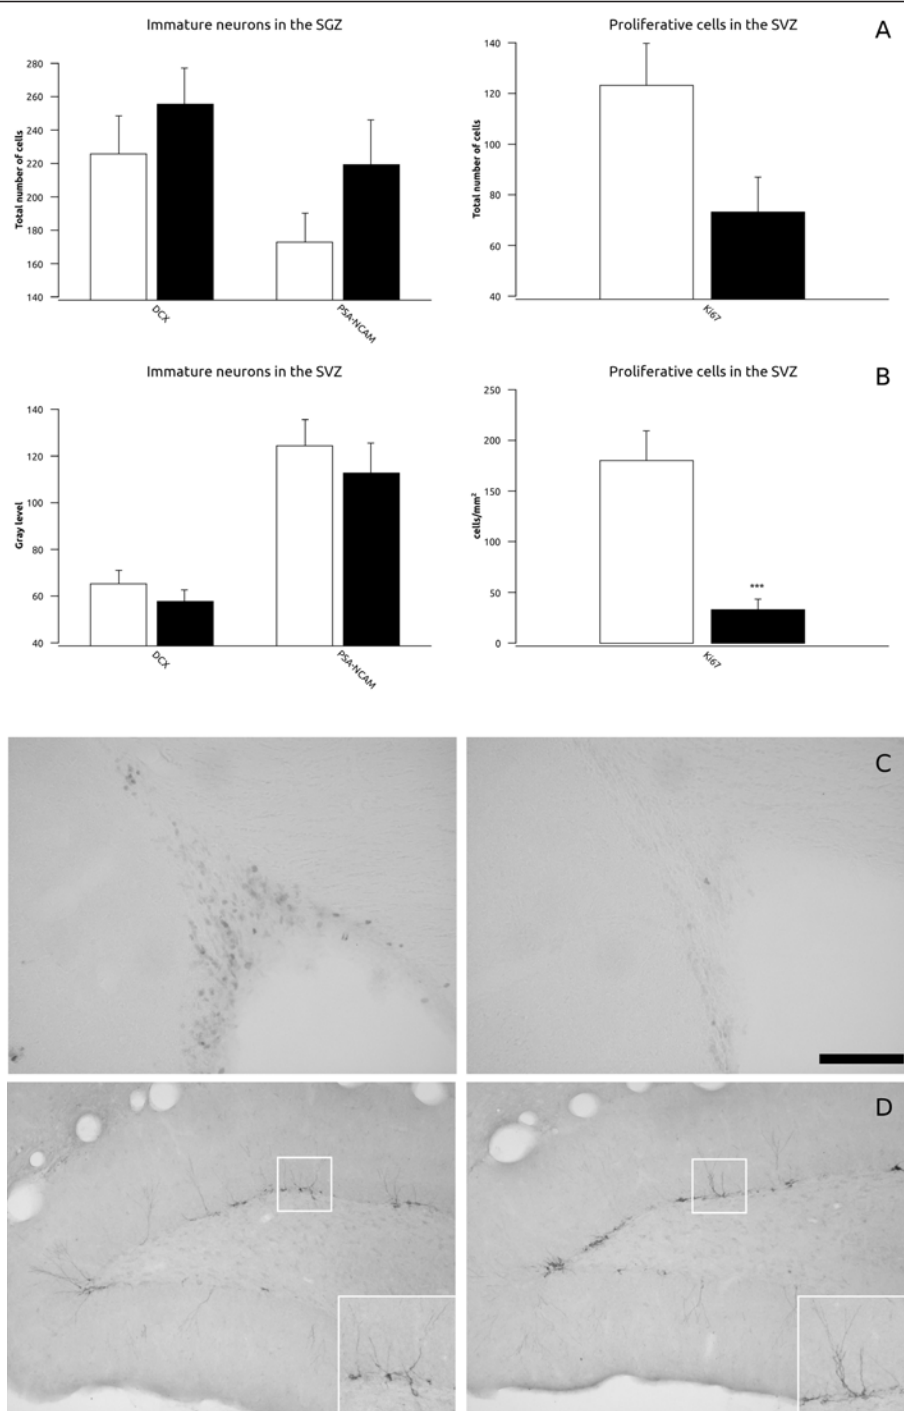 Immature neurons in the SGZ
Proliferative cells in the SVZ
A
Total number of cells
280
260
240
220
200
180
160
140
DCX
PSA-NCAM
Total number of cells
140
120
100
80
60
40
Ki67
Immature neurons in the SVZ
Proliferative cells in the SVZ
B
Gray level
140
120
100
80
60
40
DCX
PSA-NCAM
cells/mm²
250
200
150
100
50
0
***
Ki67
C
D